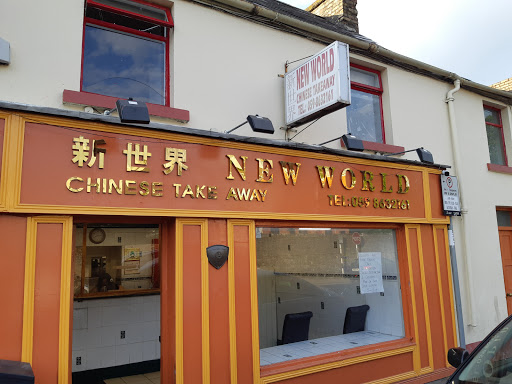 NEW WORLD
CHINESE TAKEAWAY
新世界 NEW WORLD
CHINESE TAKE AWAY TEL: 059 8632161